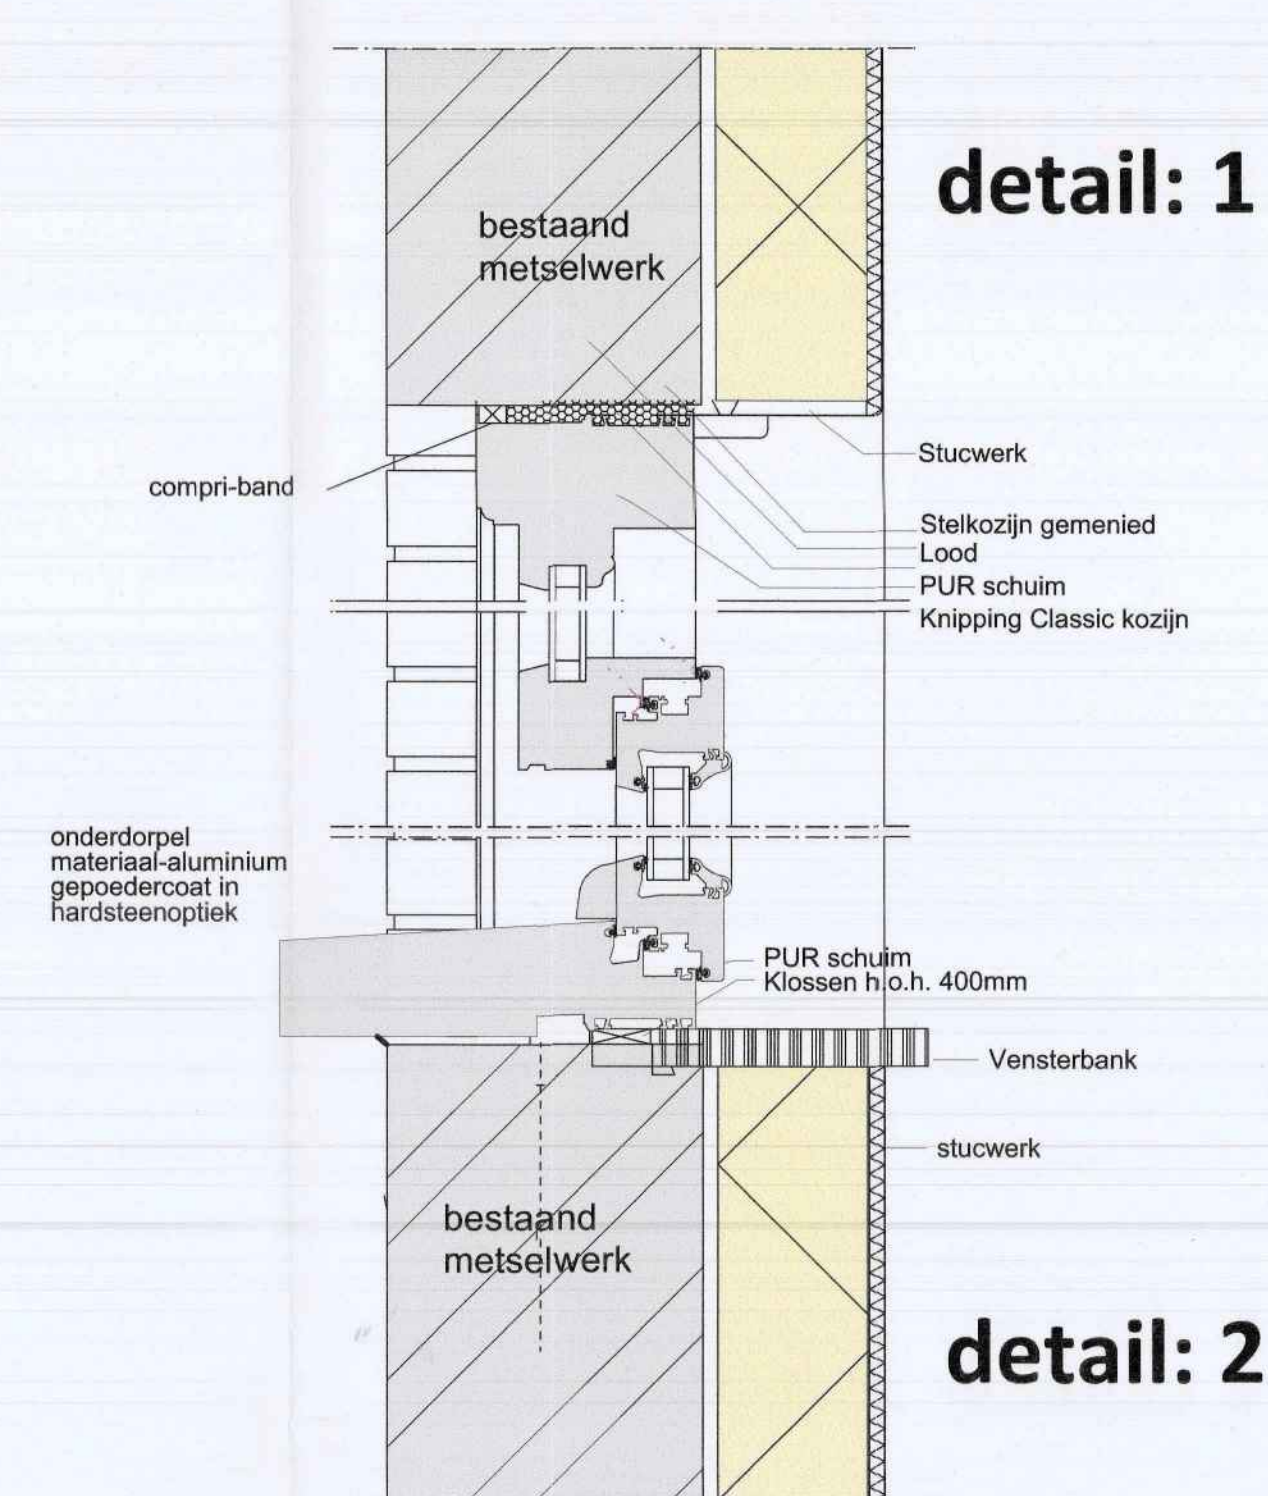 detail: 1
bestaand
metselwerk
Stucwerk
compri-band
Stelkozijn gemenied
Lood
PUR schuim
Knipping Classic kozijn
onderdorpel
materiaal-aluminium
gepoedercoat in
hardsteenoptiek
PUR schuim
Klossen h.o.h. 400mm
Vensterbank
stucwerk
bestaand
metselwerk
detail: 2